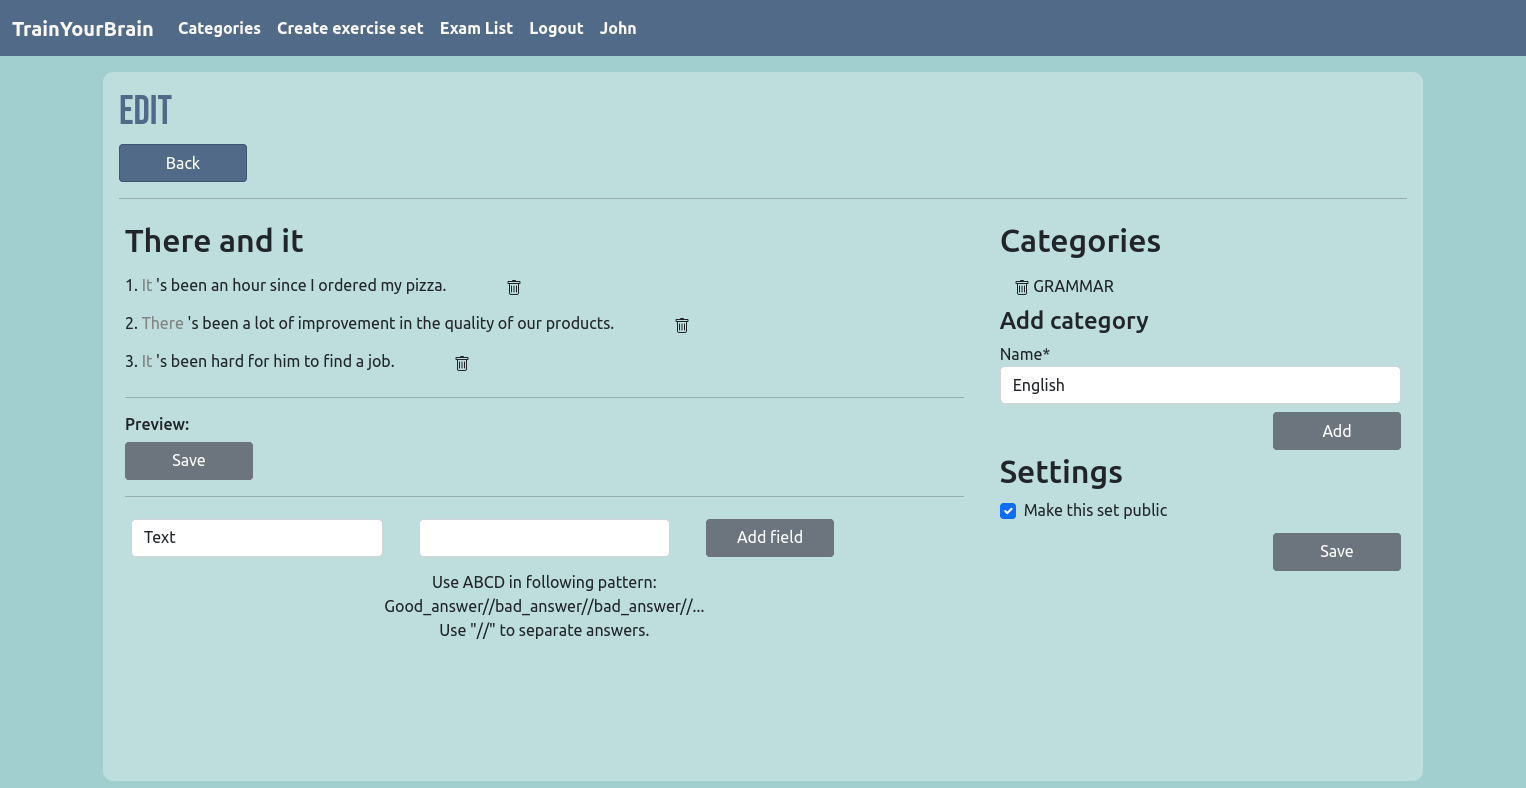 TrainYourBrain Categories Create exercise set Exam List Logout John
EDIT
Back
There and it
1. It 's been an hour since I ordered my pizza.
2. There 's been a lot of improvement in the quality of our products.
3. It 's been hard for him to find a job.
Preview:
Save
Text
Add field
Use ABCD in following pattern:
Good_answer//bad_answer//bad_answer//...
Use "//" to separate answers.
Categories
GRAMMAR
Add category
Name*
English
Add
Settings
Make this set public
Save